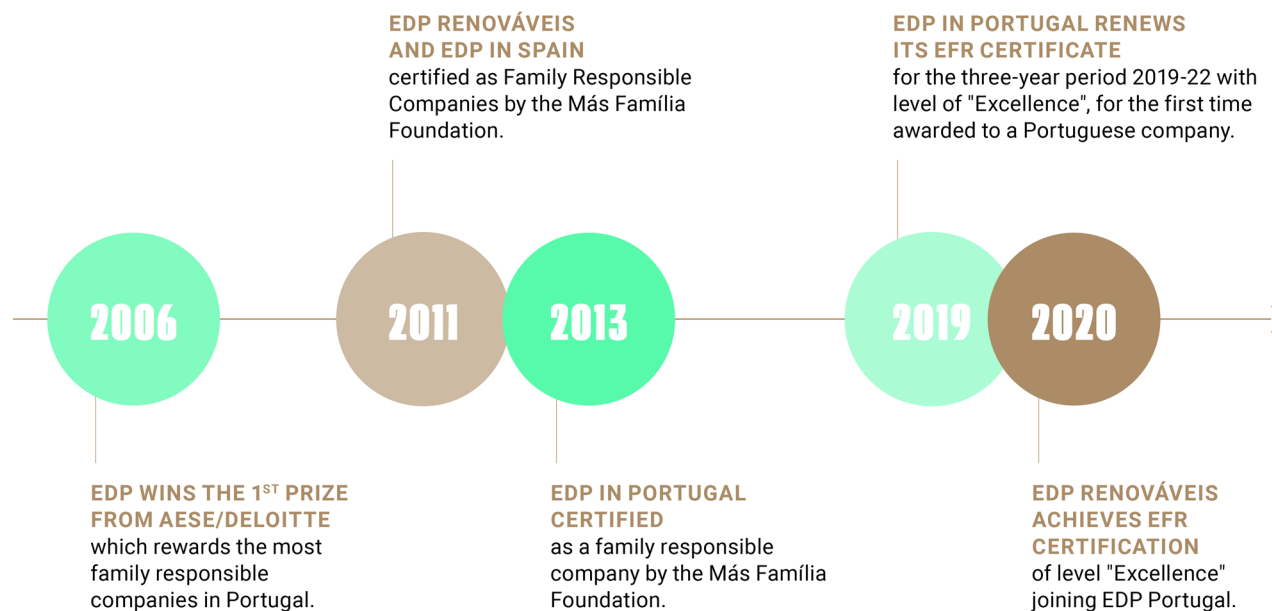 EDP RENOVÁVEIS
AND EDP IN SPAIN
certified as Family Responsible
Companies by the Más Família
Foundation.
EDP IN PORTUGAL RENEWS
ITS EFR CERTIFICATE
for the three-year period 2019-22 with
level of "Excellence", for the first time
awarded to a Portuguese company.
2006
2011
2013
2019
2020
EDP WINS THE 1ST PRIZE
FROM AESE/DELOITTE
which rewards the most
family responsible
companies in Portugal.
EDP IN PORTUGAL
CERTIFIED
as a family responsible
company by the Más Família
Foundation.
EDP RENOVÁVEIS
ACHIEVES EFR
CERTIFICATION
of level "Excellence"
joining EDP Portugal.